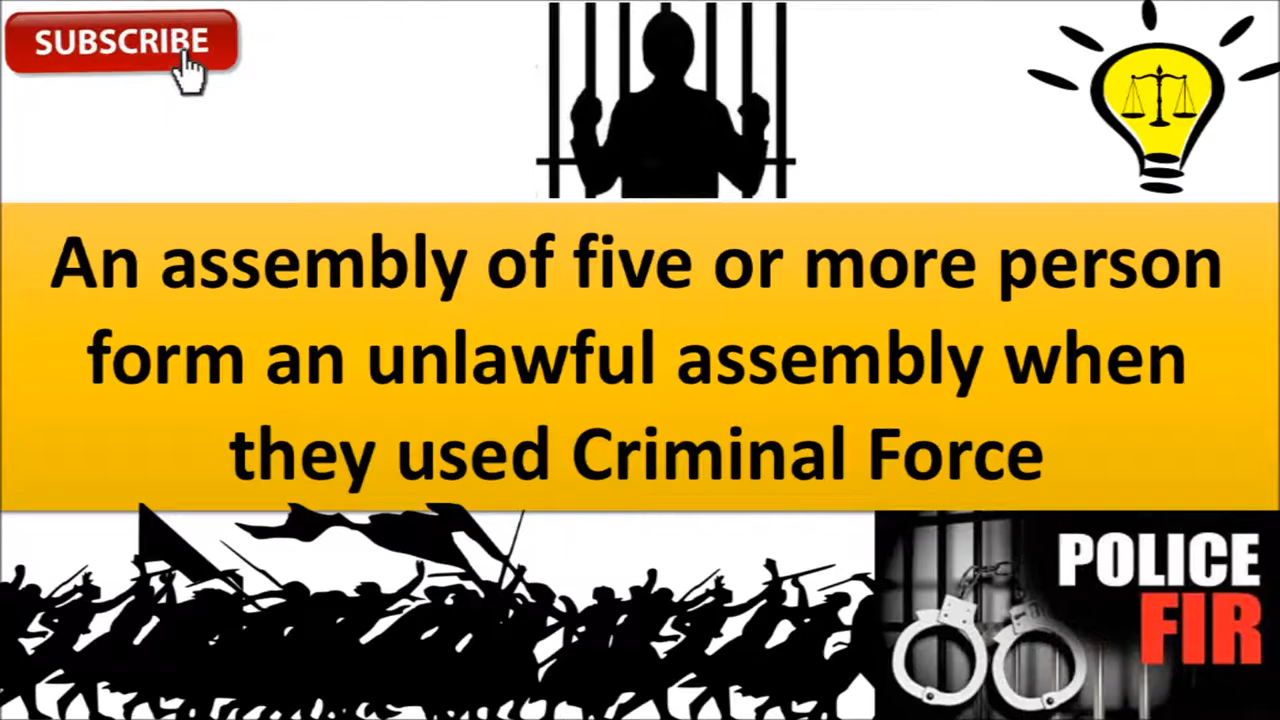 SUBSCRIBE
An assembly of five or more person
form an unlawful assembly when
they used Criminal Force
POLICE
FIR